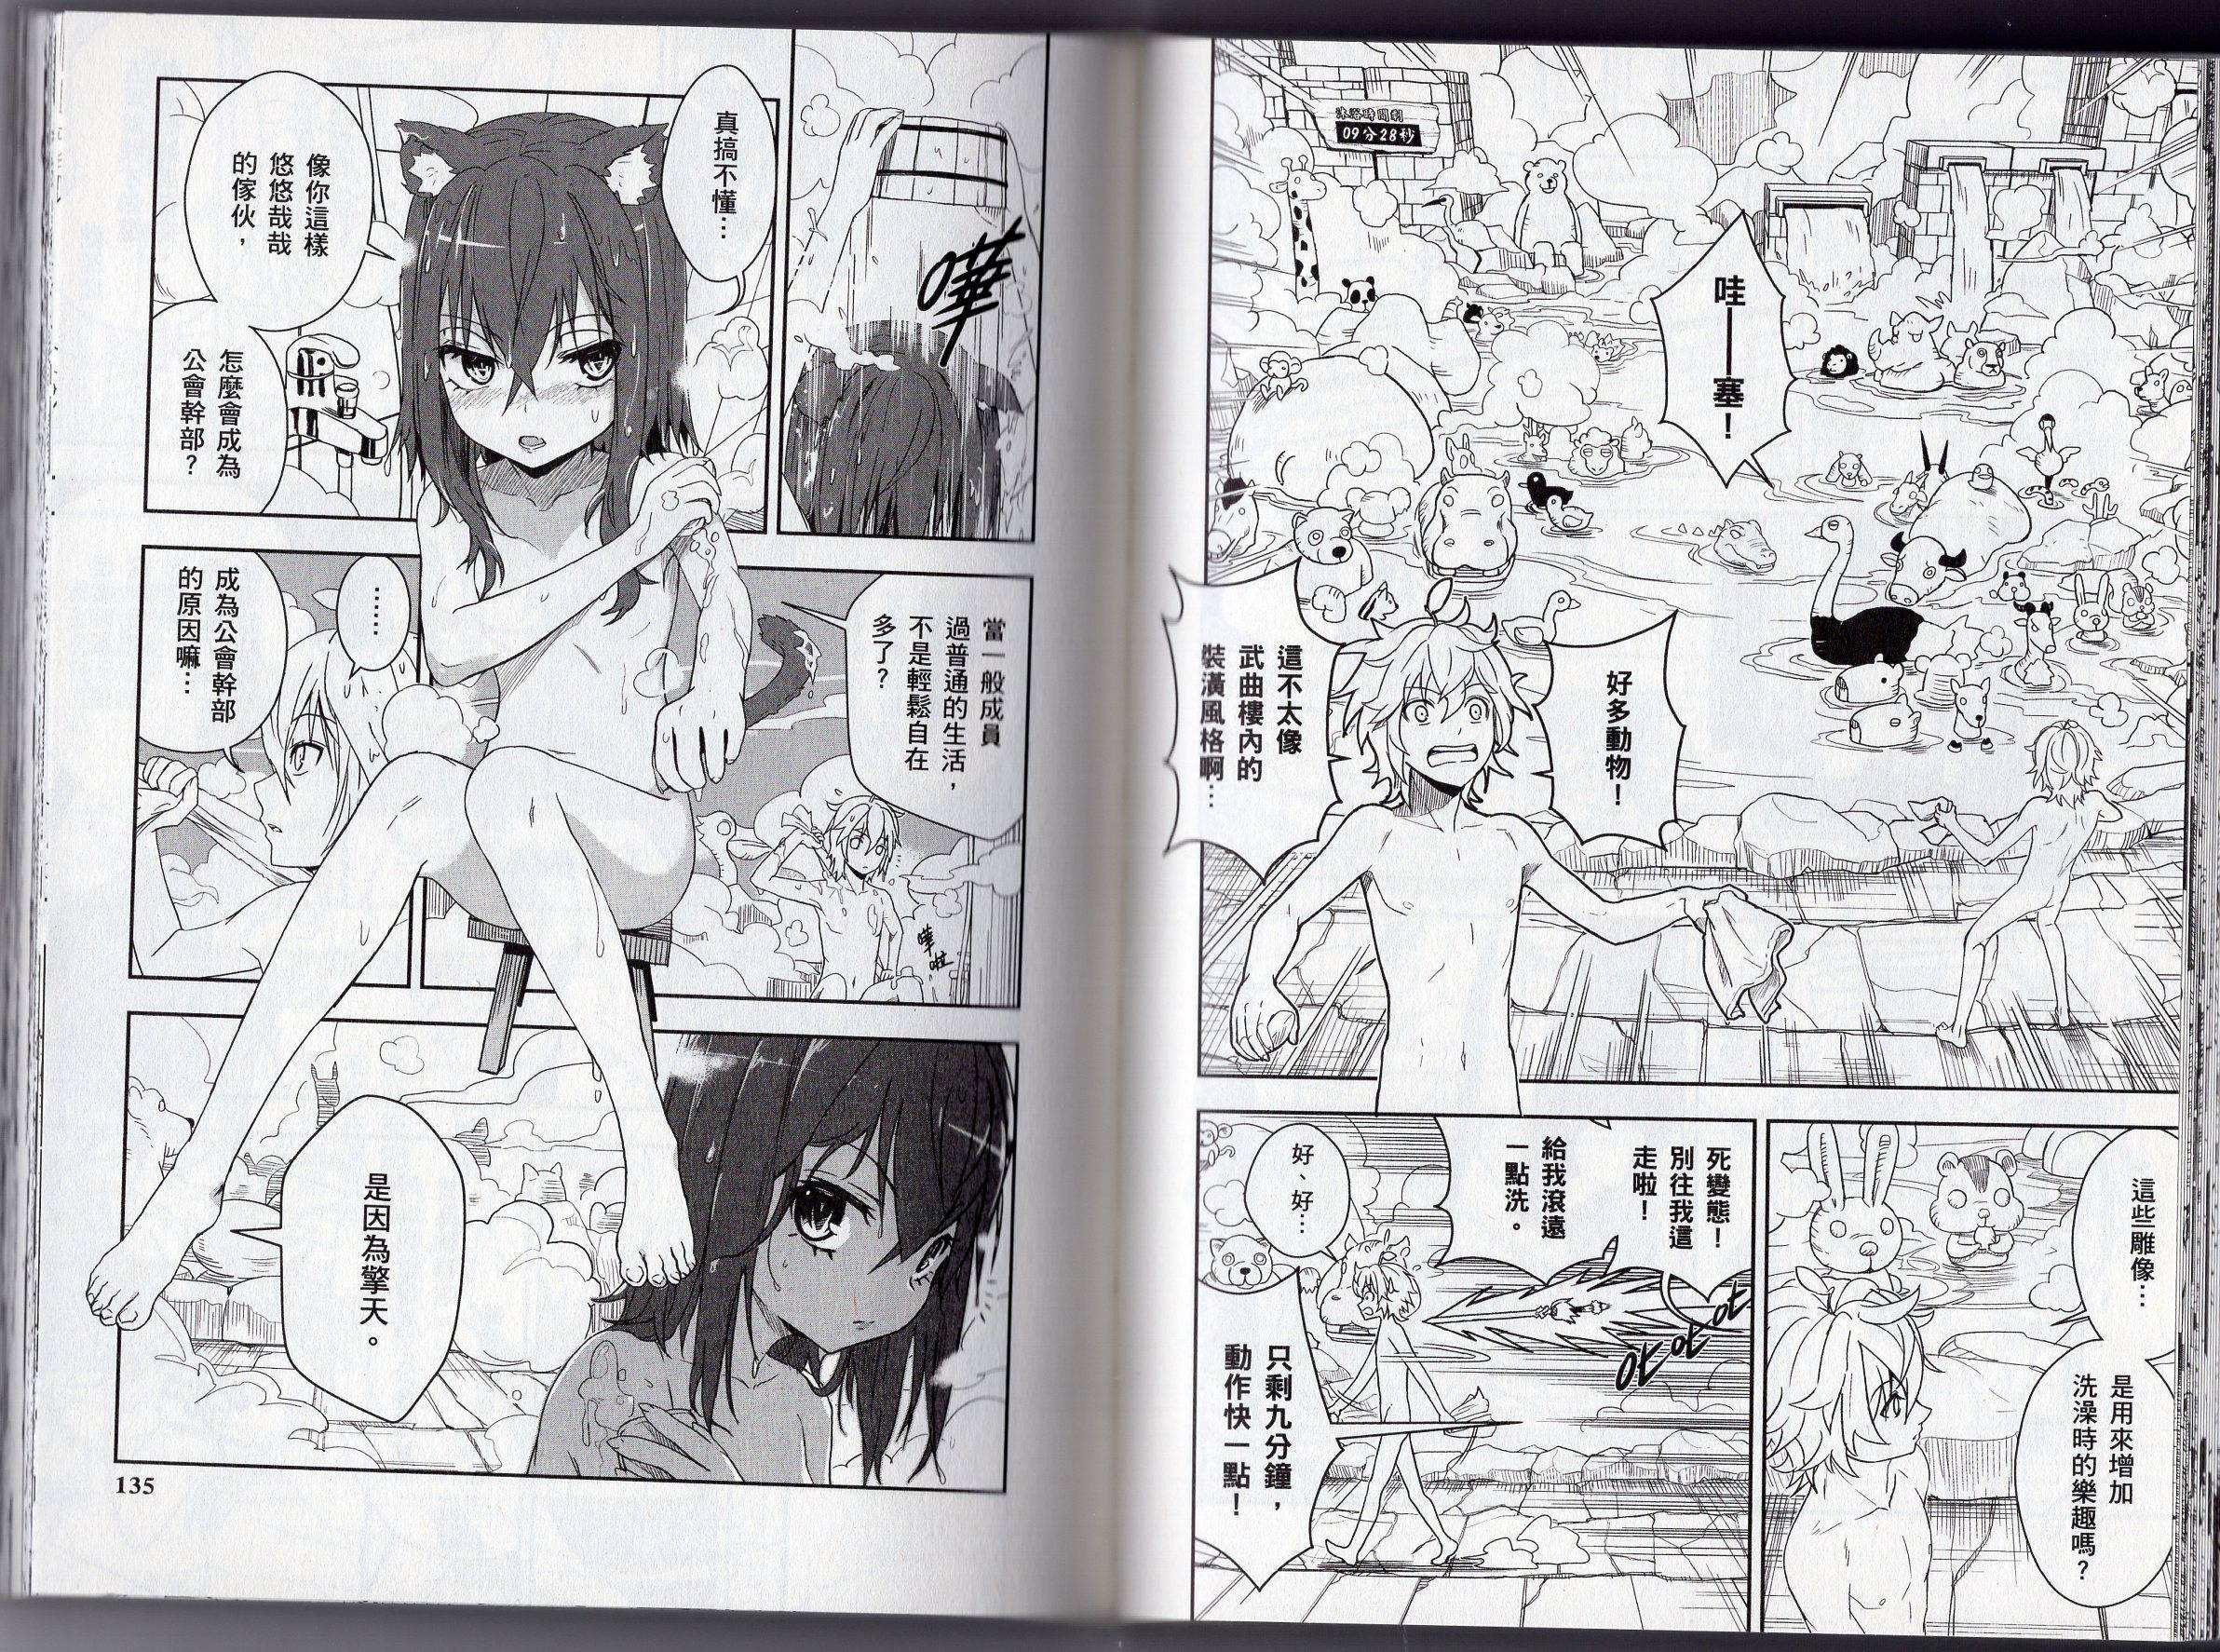 沐浴時間剩
09分28秒
哇——塞！
好多動物！
這不太像
武曲樓內的
裝潢風格啊…
這些雕像…
是用來增加
洗澡時的樂趣嗎？
死變態！
別往我這
走啦！
給我滾遠
一點洗。
好、好…
只剩九分鐘，
動作快一點！
嘩
真搞不懂…
像你這樣
悠悠哉哉
的傢伙，
怎麼會成為
公會幹部？
當一般成員
過普通的生活，
不是輕鬆自在
多了？
嘩啦
……
成為公會幹部
的原因嘛…
是因為擎天。
135